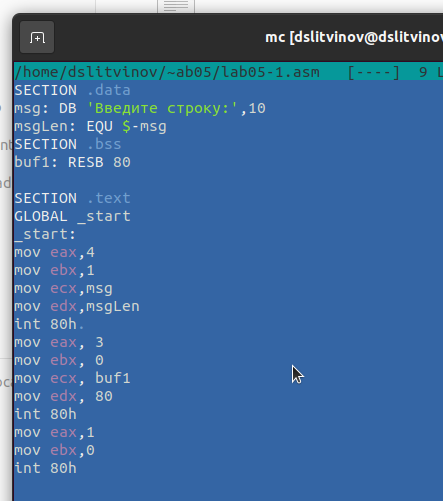 mc [dslitvinov@dslitvinov
/home/dslitvinov/~ab05/lab05-1.asm [----] 9 L
SECTION .data
msg: DB 'Введите строку:',10
msgLen: EQU $-msg
SECTION .bss
buf1: RESB 80
SECTION .text
GLOBAL _start
_start:
mov eax,4
mov ebx,1
mov ecx,msg
mov edx,msgLen
int 80h.
mov eax, 3
mov ebx, 0
mov ecx, buf1
mov edx, 80
int 80h
mov eax,1
mov ebx,0
int 80h